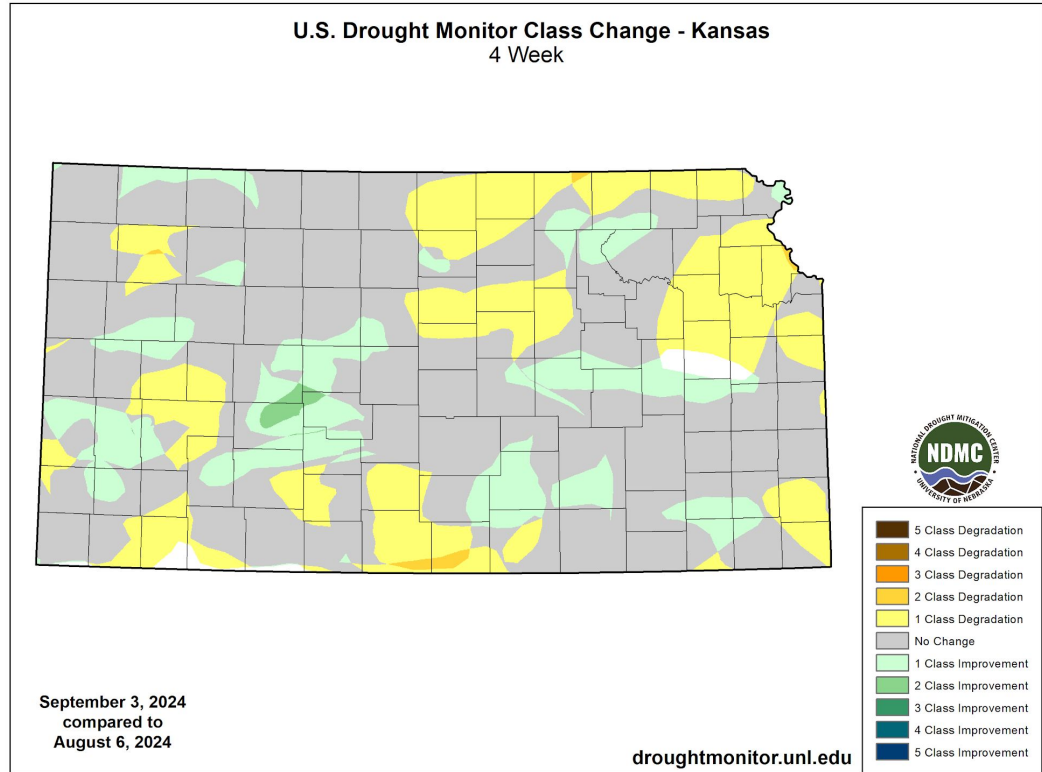 U.S. Drought Monitor Class Change - Kansas
4 Week
NATIONAL DROUGHT MITIGATION CENTER
NDMC
UNIVERSITY OF NEBRASKA
5 Class Degradation
4 Class Degradation
3 Class Degradation
2 Class Degradation
1 Class Degradation
No Change
1 Class Improvement
2 Class Improvement
3 Class Improvement
4 Class Improvement
5 Class Improvement
September 3, 2024
compared to
August 6, 2024
droughtmonitor.unl.edu